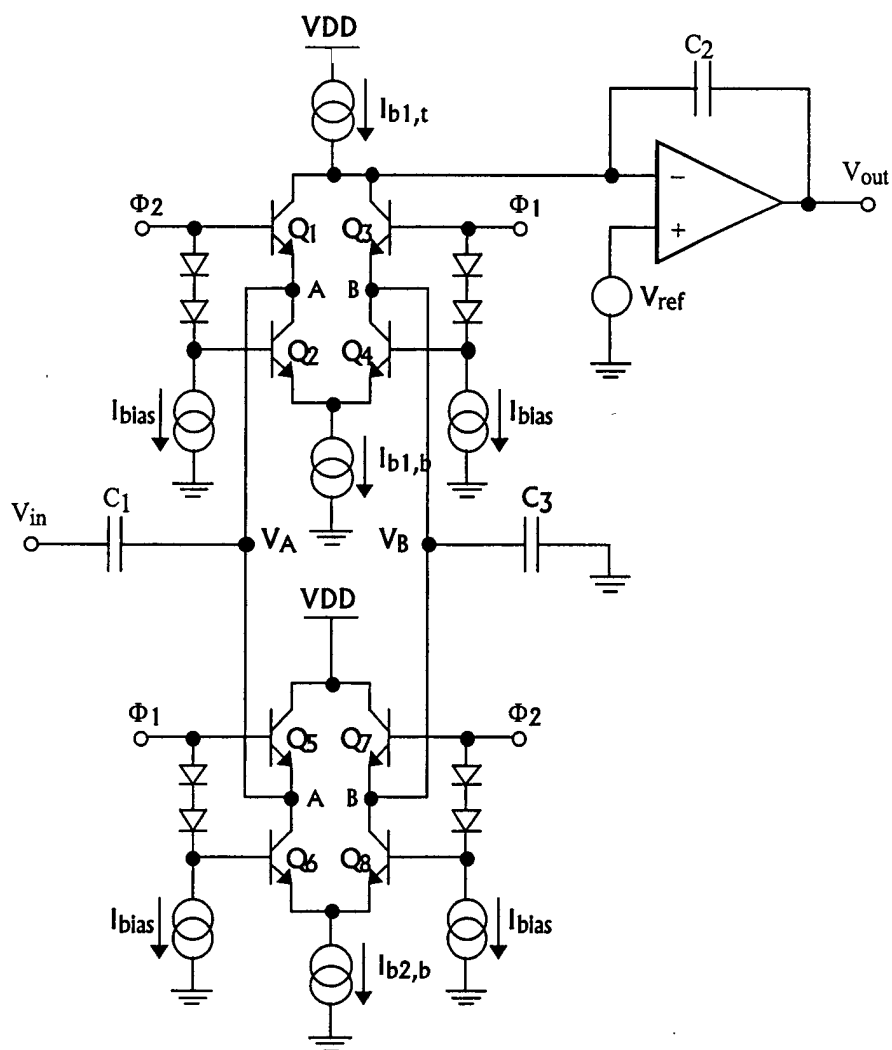 VDD
C2
Ib1,t
Vout
Φ2
Q1
Q3
Φ1
−
+
A
B
Vref
Q2
Q4
Ibias
Ibias
Ib1,b
C1
C3
Vin
VA
VB
VDD
Φ1
Φ2
Q5
Q7
A
B
Q6
Q8
Ibias
Ibias
Ib2,b